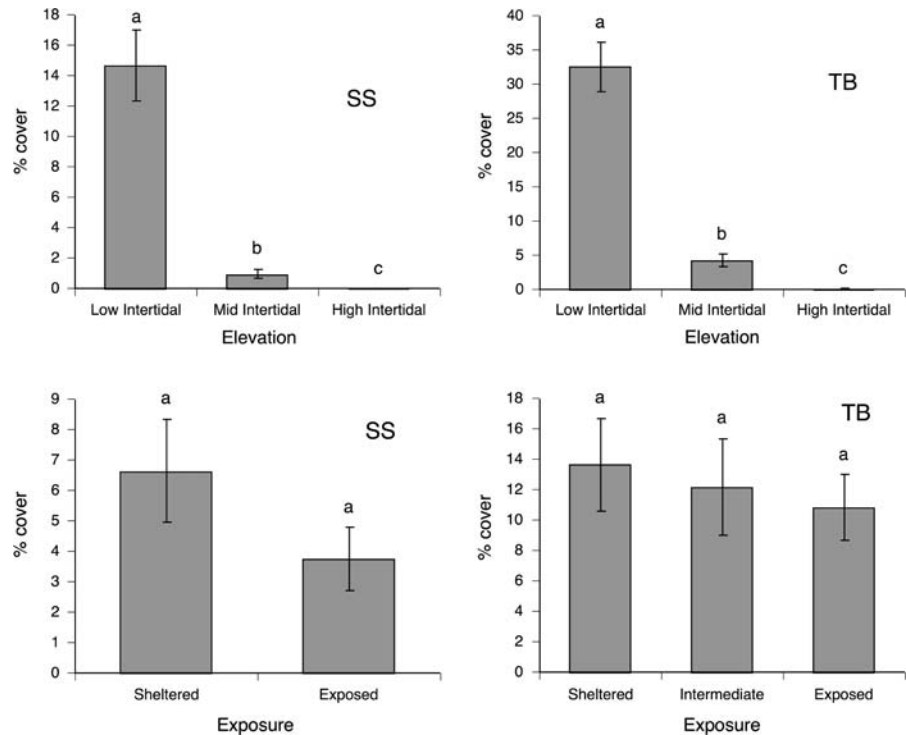 18
16
14
12
10
8
6
4
2
0
% cover
a
b
c
SS
Low Intertidal Mid Intertidal High Intertidal
Elevation
40
35
30
25
20
15
10
5
0
% cover
a
b
c
TB
Low Intertidal Mid Intertidal High Intertidal
Elevation
9
8
7
6
5
4
3
2
1
0
% cover
a
a
SS
Sheltered Exposed
Exposure
18
16
14
12
10
8
6
4
2
0
% cover
a
a
a
TB
Sheltered Intermediate Exposed
Exposure